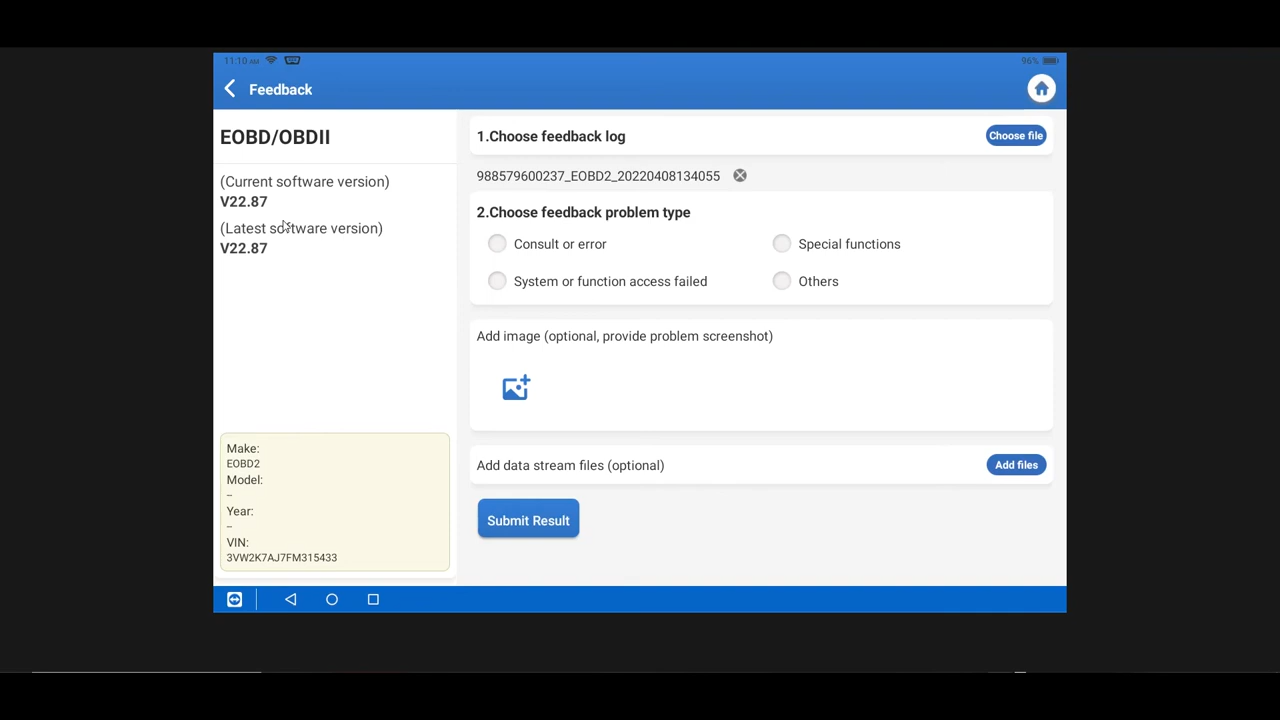 11:10 AM
96%
Feedback
EOBD/OBDII
(Current software version)
V22.87
(Latest software version)
V22.87
Make:
EOBD2
Model:
--
Year:
--
VIN:
3VW2K7AJ7FM315433
1.Choose feedback log
Choose file
988579600237_EOBD2_20220408134055
2.Choose feedback problem type
Consult or error
Special functions
System or function access failed
Others
Add image (optional, provide problem screenshot)
Add data stream files (optional)
Add files
Submit Result